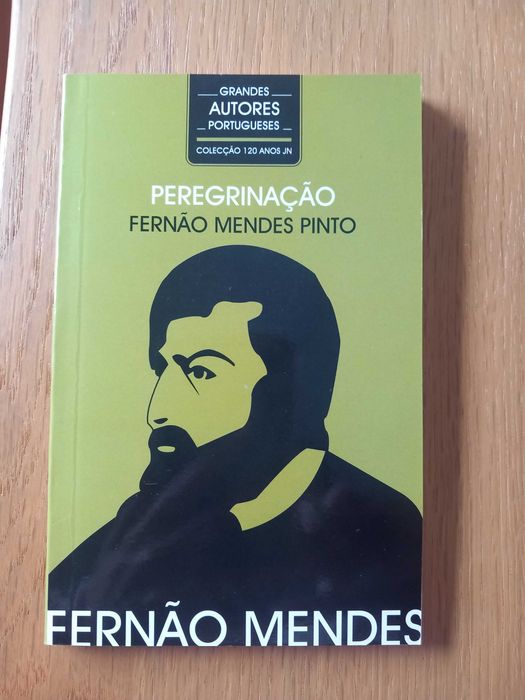 GRANDES
AUTORES
PORTUGUESES
COLECÇÃO 120 ANOS JN
PEREGRINAÇÃO
FERNÃO MENDES PINTO
FERNÃO MENDES